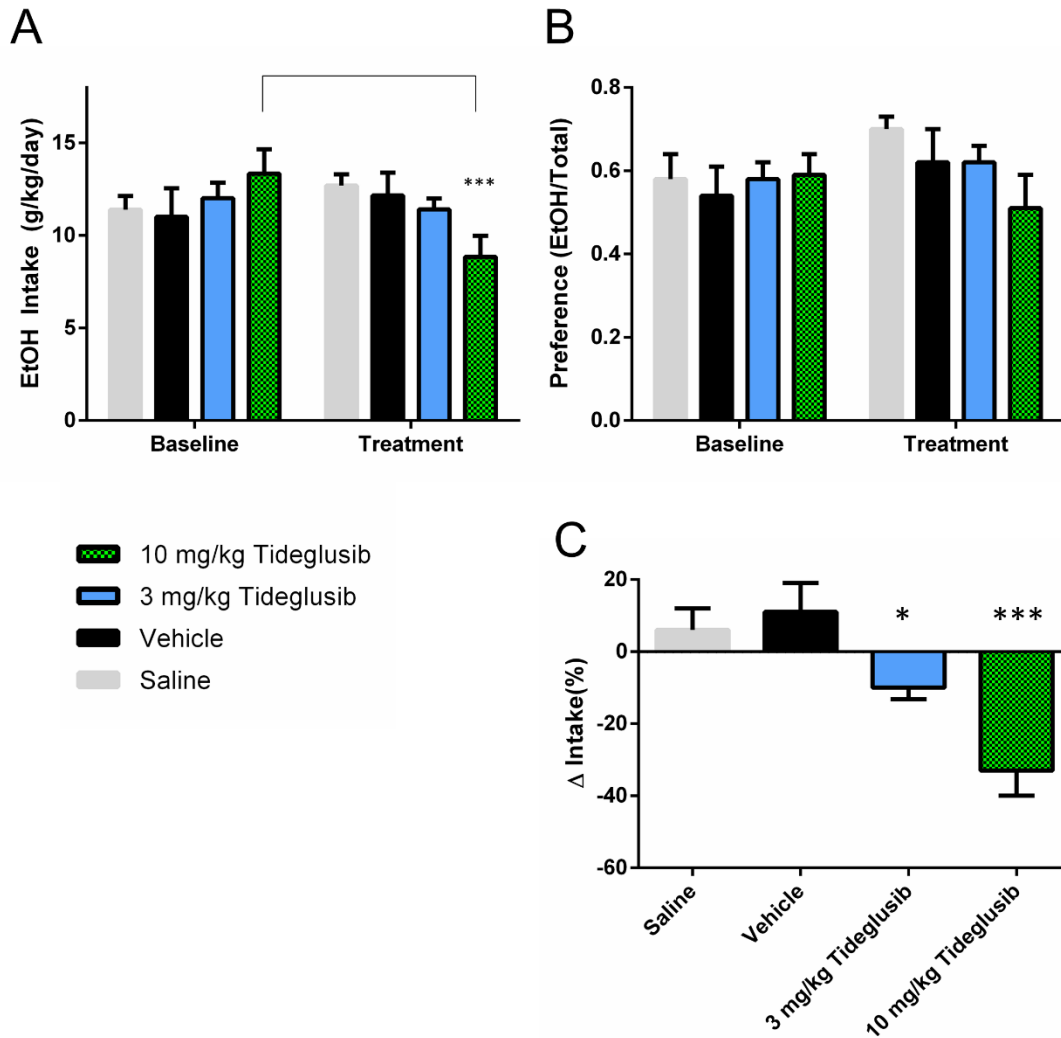 A
EtOH Intake (g/kg/day)
15
10
5
0
***
Baseline Treatment
B
Preference (EtOH/Total)
0.8
0.6
0.4
0.2
0.0
Baseline Treatment
10 mg/kg Tideglusib
3 mg/kg Tideglusib
Vehicle
Saline
C
Δ Intake(%)
20
0
-20
-40
-60
* ***
Saline
Vehicle
3 mg/kg Tideglusib
10 mg/kg Tideglusib